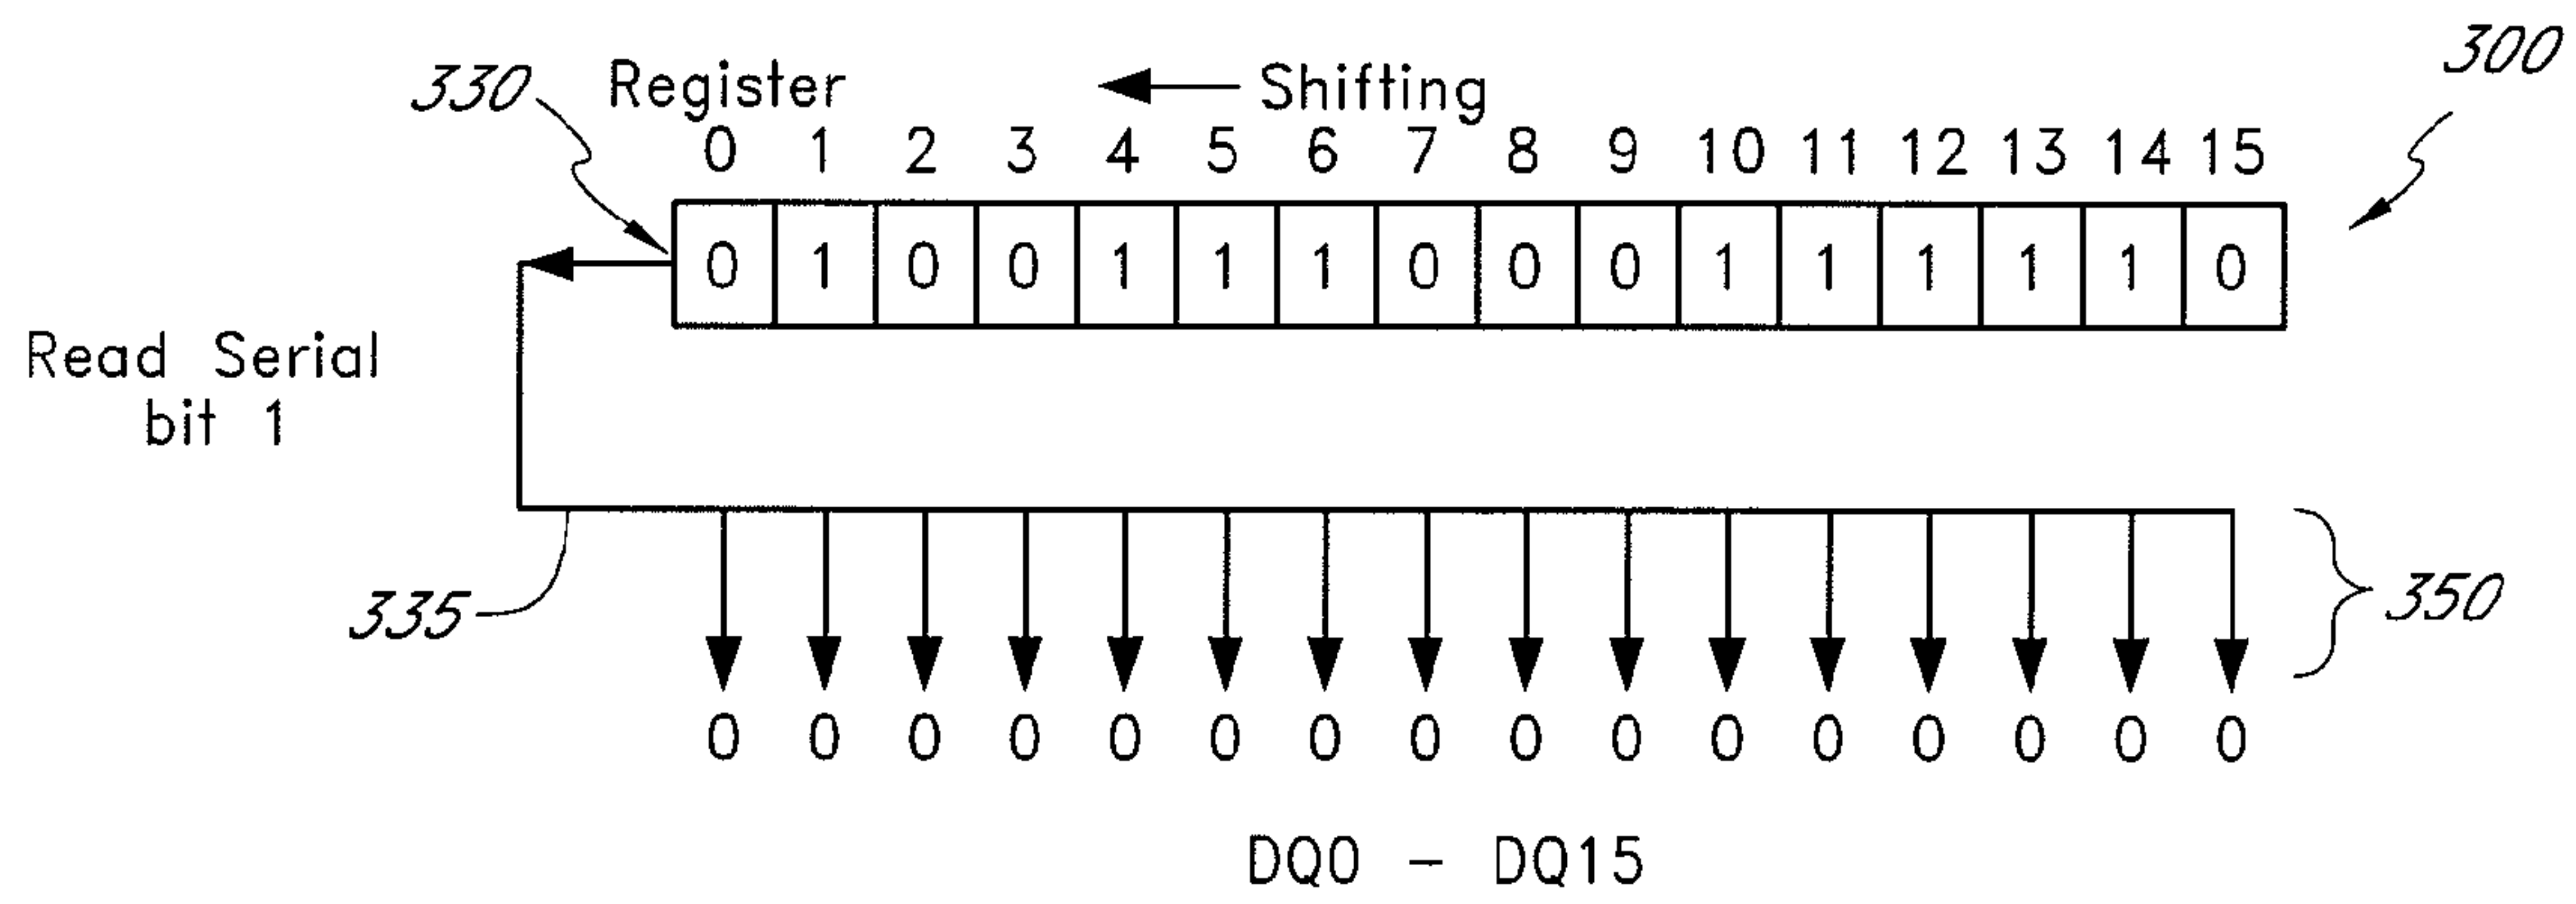 330 Register Shifting 300
0 1 2 3 4 5 6 7 8 9 10 11 12 13 14 15
0 1 0 0 1 1 1 0 0 0 1 1 1 1 1 0
Read Serial
bit 1
335 350
0 0 0 0 0 0 0 0 0 0 0 0 0 0 0 0
DQ0 - DQ15